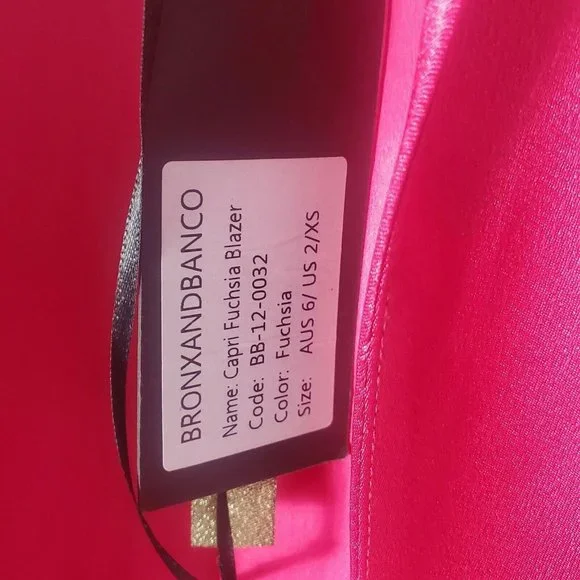 BRONXANDBANCO
Name: Capri Fuchsia Blazer
Code: BB-12-0032
Color: Fuchsia
Size: AUS 6/ US 2/XS